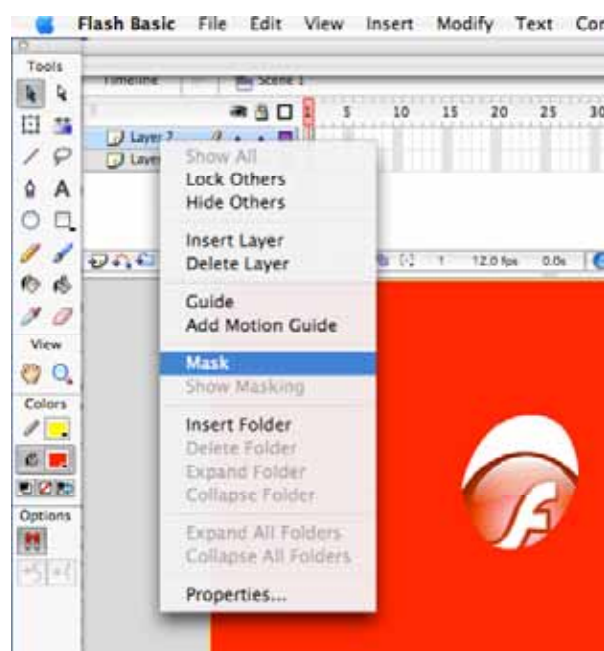 Flash Basic File Edit View Insert Modify Text
Tools
Timeline Scene 1
5 10 15 20 25 30
Layer 2
Show All
Lock Others
Hide Others
Insert Layer
Delete Layer
1 12.0 fps 0.0s
Guide
Add Motion Guide
View
Mask
Show Masking
Colors
Insert Folder
Delete Folder
Expand Folder
Collapse Folder
Options
Expand All Folders
Collapse All Folders
Properties...